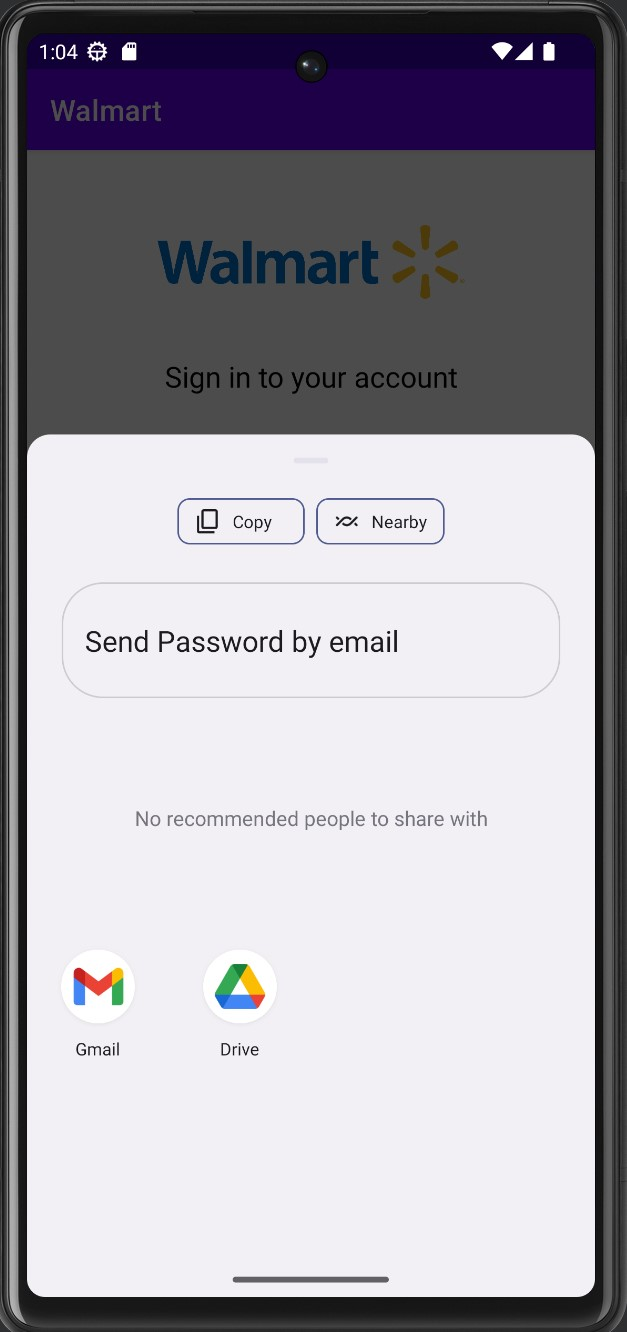 1:04
Walmart
Walmart
Sign in to your account
Copy
Nearby
Send Password by email
No recommended people to share with
Gmail
Drive